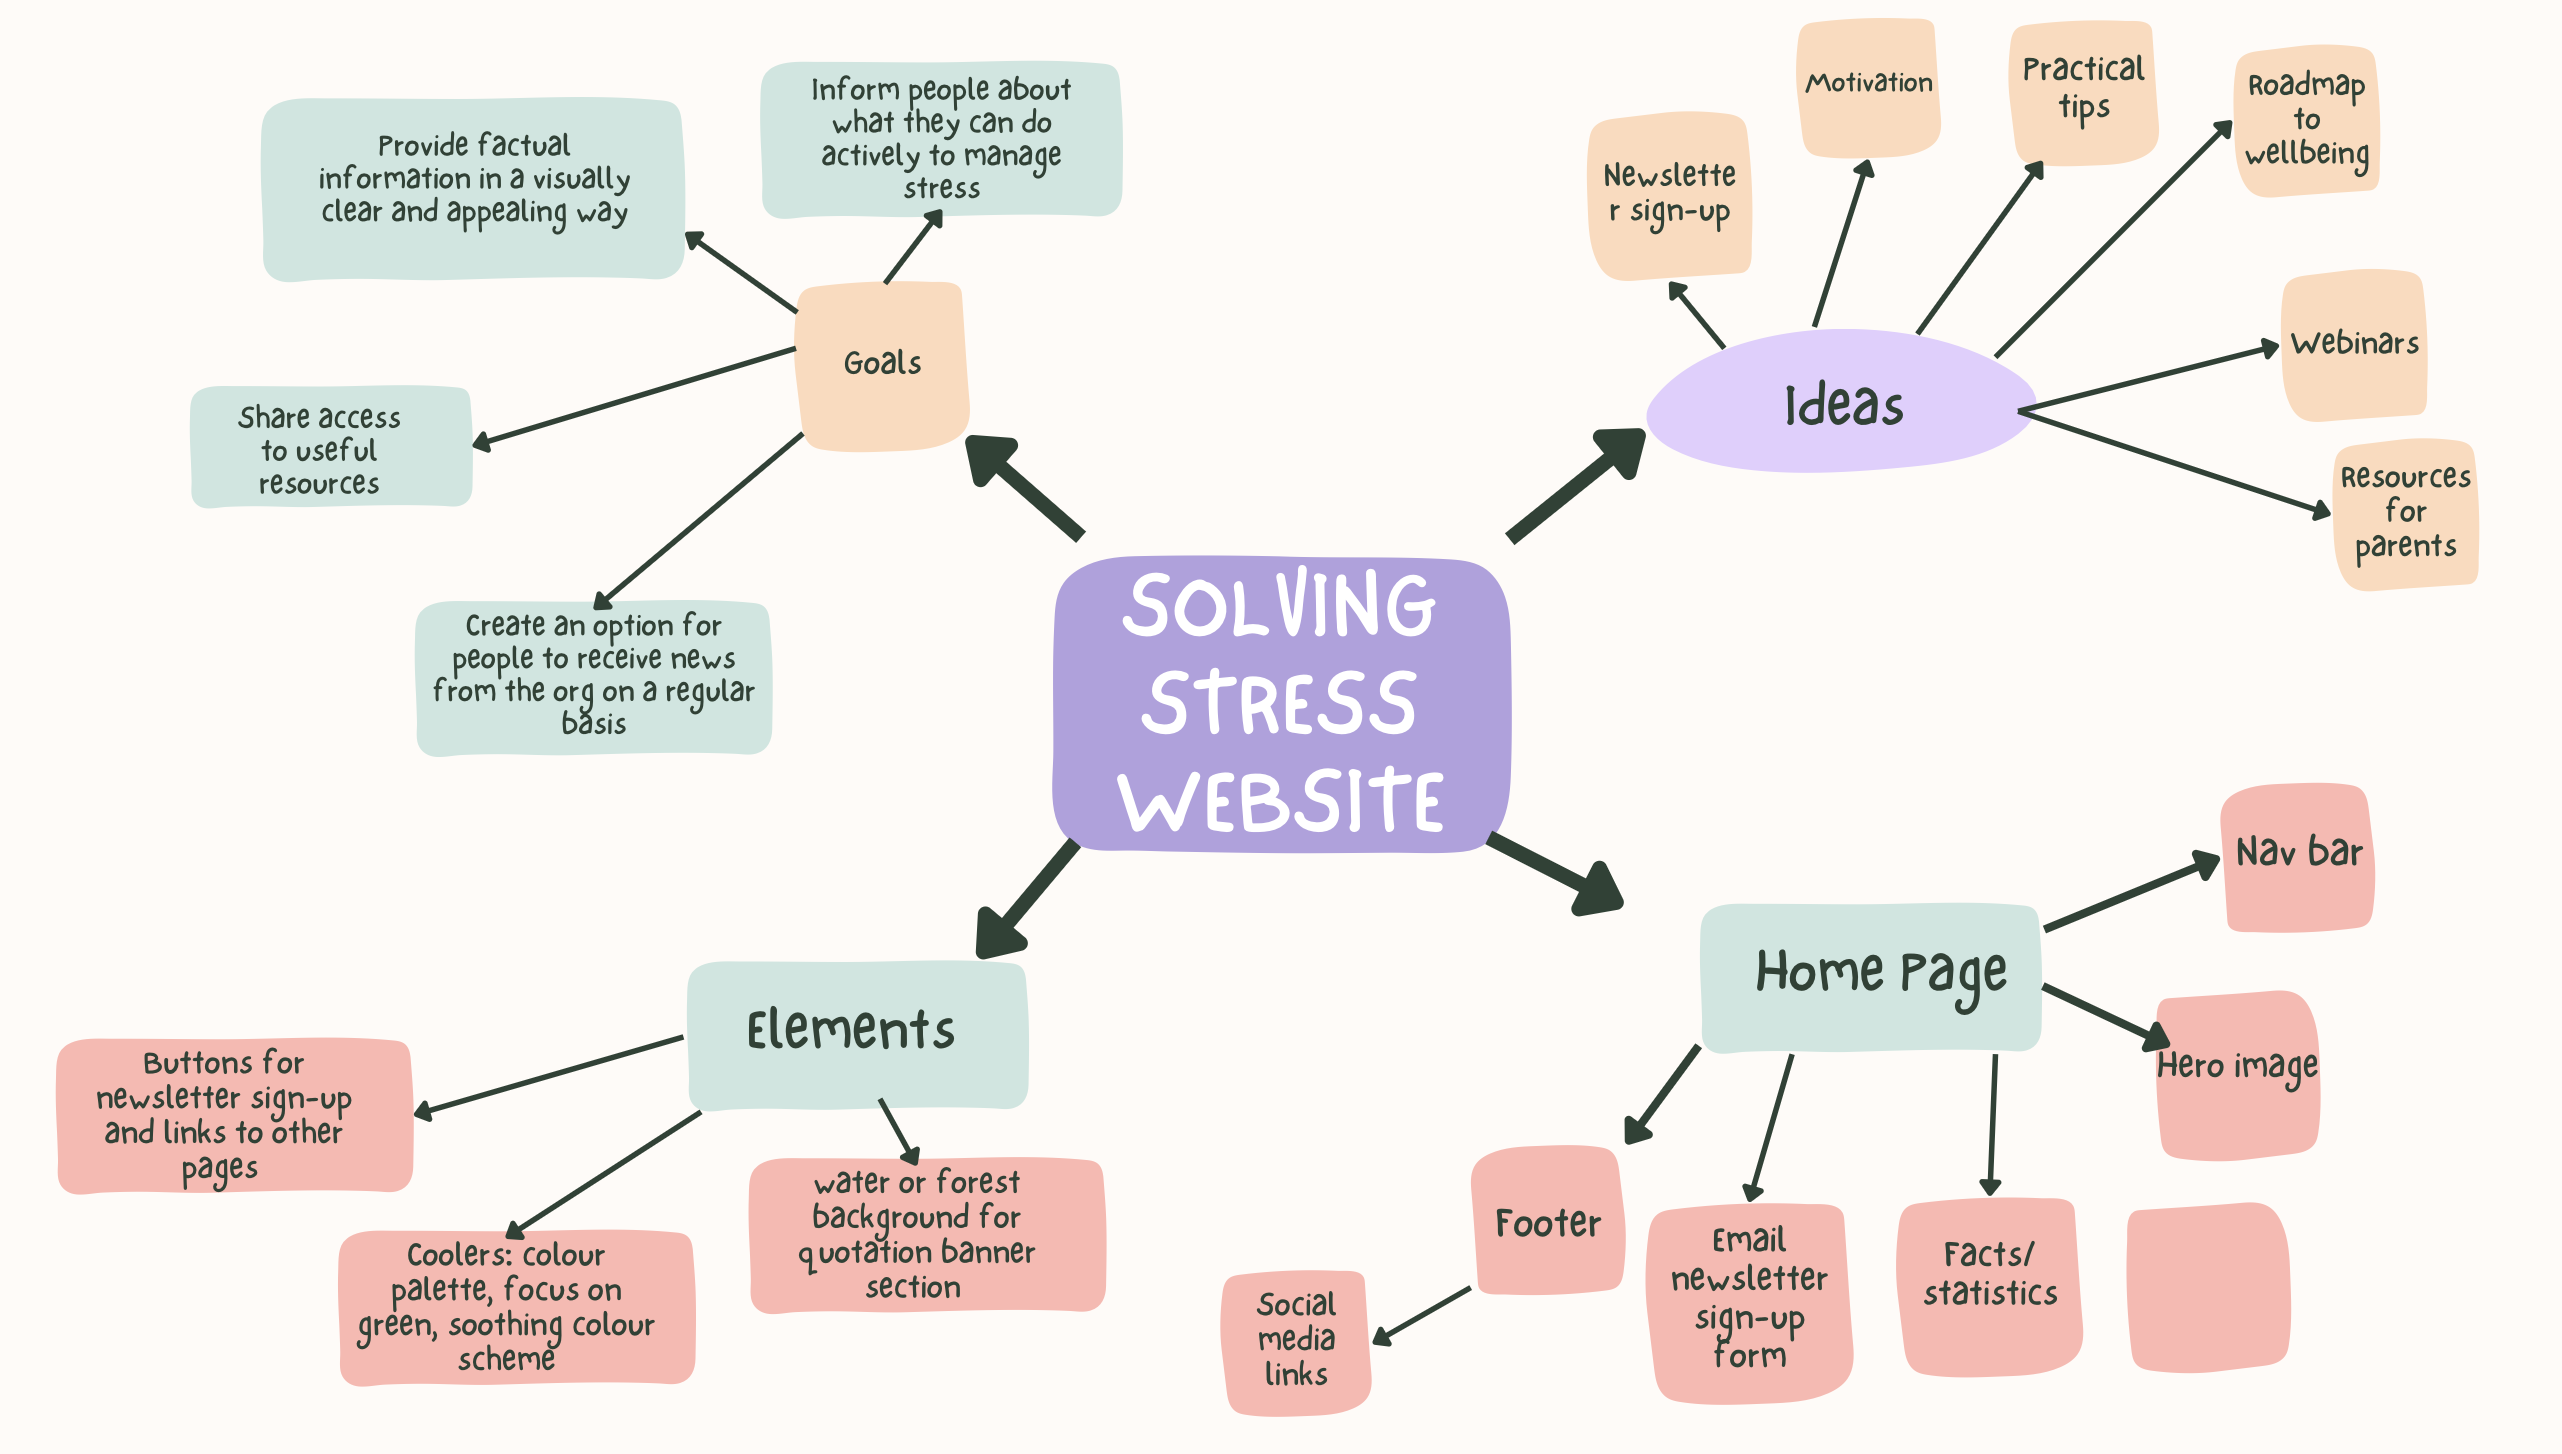 Inform people about
what they can do
actively to manage
stress
Provide factual
information in a visually
clear and appealing way
Goals
Share access
to useful
resources
Create an option for
people to receive news
from the org on a regular
basis
Newslette
r sign-up
Motivation
Practical
tips
Roadmap
to
wellbeing
Webinars
Ideas
Resources
for
parents
SOLVING
STRESS
WEBSITE
Elements
Buttons for
newsletter sign-up
and links to other
pages
Coolers: colour
palette, focus on
green, soothing colour
scheme
water or forest
background for
quotation banner
section
Home Page
Nav bar
Hero image
Footer
Social
media
links
Email
newsletter
sign-up
form
Facts/
statistics